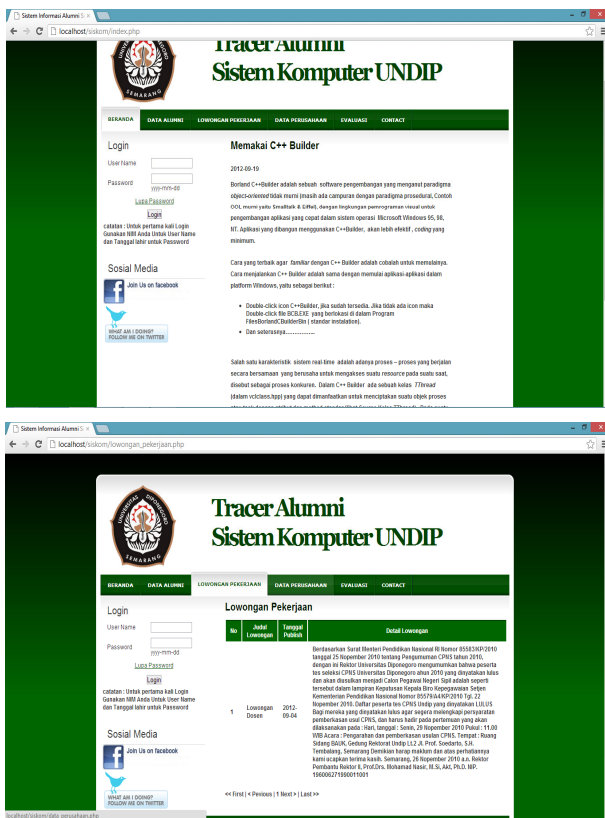 Sistem Informasi Alumni Si
localhost/siskom/index.php
UNIVERSITAS DIPONEGORO
SEMARANG
Tracer Alumni
Sistem Komputer UNDIP
BERANDA DATA ALUMNI LOWONGAN PEKERJAAN DATA PERUSAHAAN EVALUASI CONTACT
Login
User Name
Password
yyyy-mm-dd
Lupa Password
Login
catatan : Untuk pertama kali Login
Gunakan NIM Anda Untuk User Name
dan Tanggal lahir untuk Password
Sosial Media
Join Us on facebook
WHAT AM I DOING?
FOLLOW ME ON TWITTER
Memakai C++ Builder
2012-09-19
Borland C++Builder adalah sebuah software pengembangan yang menganut paradigma
object-oriented tidak murni (masih ada campuran dengan paradigma prosedural, Contoh
OOL murni yaitu Smalltalk & Eiffel), dengan lingkungan pemrograman visual untuk
pengembangan aplikasi yang cepat dalam sistem operasi Microsoft Windows 95, 98,
NT. Aplikasi yang dibangun menggunakan C++Builder, akan lebih efektif , coding yang
minimum.
Cara yang terbaik agar familiar dengan C++ Builder adalah cobalah untuk memulainya.
Cara menjalankan C++ Builder adalah sama dengan memulai aplikasi-aplikasi dalam
platform Windows, yaitu sebagai berikut :
Double-click icon C++Builder, jika sudah tersedia. Jika tidak ada icon maka
Double-click file BCB.EXE yang berlokasi di dalam Program
FilesBorlandCBuilderBin ( standar instalation).
Dan seterusnya................
Salah satu karakteristik sistem real-time adalah adanya proses – proses yang berjalan
secara bersamaan yang berusaha untuk mengakses suatu resource pada suatu saat,
disebut sebagai proses konkuren. Dalam C++ Builder ada sebuah kelas TThread
(dalam vclclass.hpp) yang dapat dimanfaatkan untuk menciptakan suatu objek proses
Sistem Informasi Alumni Si
localhost/siskom/lowongan_pekerjaan.php
UNIVERSITAS DIPONEGORO
SEMARANG
Tracer Alumni
Sistem Komputer UNDIP
BERANDA DATA ALUMNI LOWONGAN PEKERJAAN DATA PERUSAHAAN EVALUASI CONTACT
Login
User Name
Password
yyyy-mm-dd
Lupa Password
Login
catatan : Untuk pertama kali Login
Gunakan NIM Anda Untuk User Name
dan Tanggal lahir untuk Password
Sosial Media
Join Us on facebook
WHAT AM I DOING?
FOLLOW ME ON TWITTER
localhost/siskom/data_perusahaan.php
Lowongan Pekerjaan
No Judul Lowongan Tanggal Publish Detail Lowongan
1 Lowongan Dosen 2012-09-04
Berdasarkan Surat Menteri Pendidikan Nasional RI Nomor 85583/KP/2010
tanggal 25 Nopember 2010 tentang Pengumuman CPNS tahun 2010,
dengan ini Rektor Universitas Diponegoro mengumumkan bahwa peserta
tes seleksi CPNS Universitas Diponegoro ahun 2010 yang dinyatakan lulus
dan akan diusulkan menjadi Calon Pegawai Negeri Sipil adalah seperti
tersebut dalam lampiran Keputusan Kepala Biro Kepegawaian Setjen
Kementerian Pendidikan Nasional Nomor 85579/A4/KP/2010 Tgl. 22
Nopember 2010. Daftar peserta tes CPNS Undip yang dinyatakan LULUS
Bagi mereka yang dinyatakan lulus agar segera melengkapi persyaratan
pemberkasan usul CPNS, dan harus hadir pada pertemuan yang akan
dilaksanakan pada : Hari, tanggal : Senin, 29 Nopember 2010 Pukul : 11.00
WIB Acara : Pengarahan dan pemberkasan usulan CPNS. Tempat : Ruang
Sidang BAUK, Gedung Rektorat Undip Lt.2 Jl. Prof. Soedarto, S.H.
Tembalang, Semarang Demikian harap maklum dan atas perhatiannya
kami ucapkan terima kasih. Semarang, 26 Nopember 2010 a.n. Rektor
Pembantu Rektor II, Prof.Drs. Mohamad Nasir, M.Si, Akt, Ph.D. NIP.
196006271990011001
<< First | < Previous | 1 Next > | Last >>